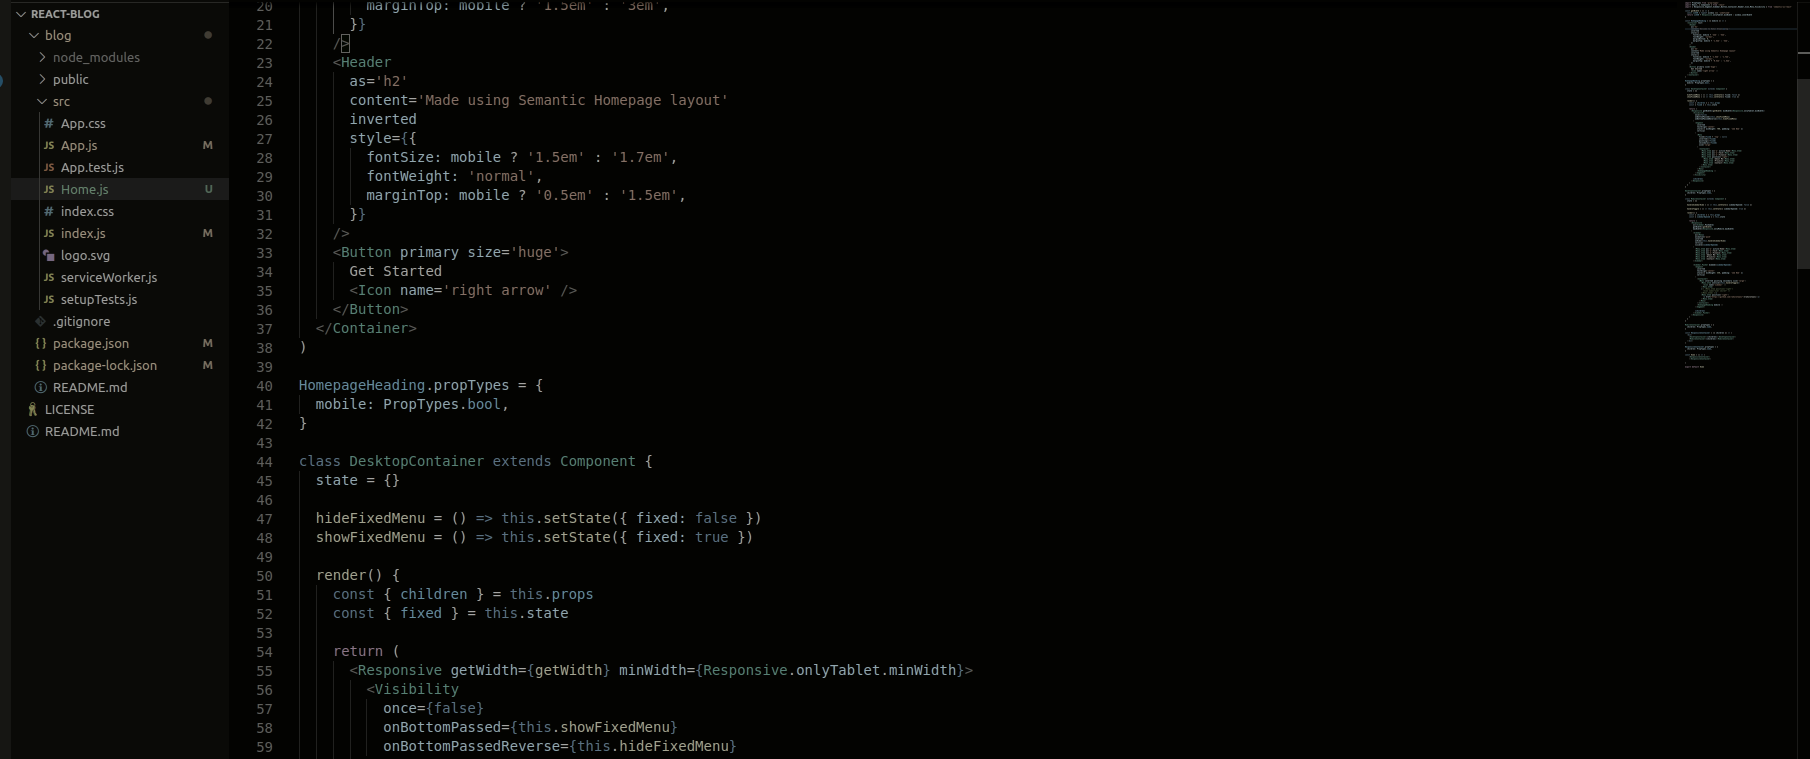 REACT-BLOG
blog
node_modules
public
src
# App.css
JS App.js M
JS App.test.js
JS Home.js U
# index.css
JS index.js M
logo.svg
JS serviceWorker.js
JS setupTests.js
.gitignore
{} package.json M
{} package-lock.json M
README.md
LICENSE
README.md
20 marginTop: mobile ? '1.5em' : '3em',
21 }}
22 />
23 <Header
24 as='h2'
25 content='Made using Semantic Homepage layout'
26 inverted
27 style={{
28 fontSize: mobile ? '1.5em' : '1.7em',
29 fontWeight: 'normal',
30 marginTop: mobile ? '0.5em' : '1.5em',
31 }}
32 />
33 <Button primary size='huge'>
34 Get Started
35 <Icon name='right arrow' />
36 </Button>
37 </Container>
38 )
39
40 HomepageHeading.propTypes = {
41 mobile: PropTypes.bool,
42 }
43
44 class DesktopContainer extends Component {
45 state = {}
46
47 hideFixedMenu = () => this.setState({ fixed: false })
48 showFixedMenu = () => this.setState({ fixed: true })
49
50 render() {
51 const { children } = this.props
52 const { fixed } = this.state
53
54 return (
55 <Responsive getWidth={getWidth} minWidth={Responsive.onlyTablet.minWidth}>
56 <Visibility
57 once={false}
58 onBottomPassed={this.showFixedMenu}
59 onBottomPassedReverse={this.hideFixedMenu}